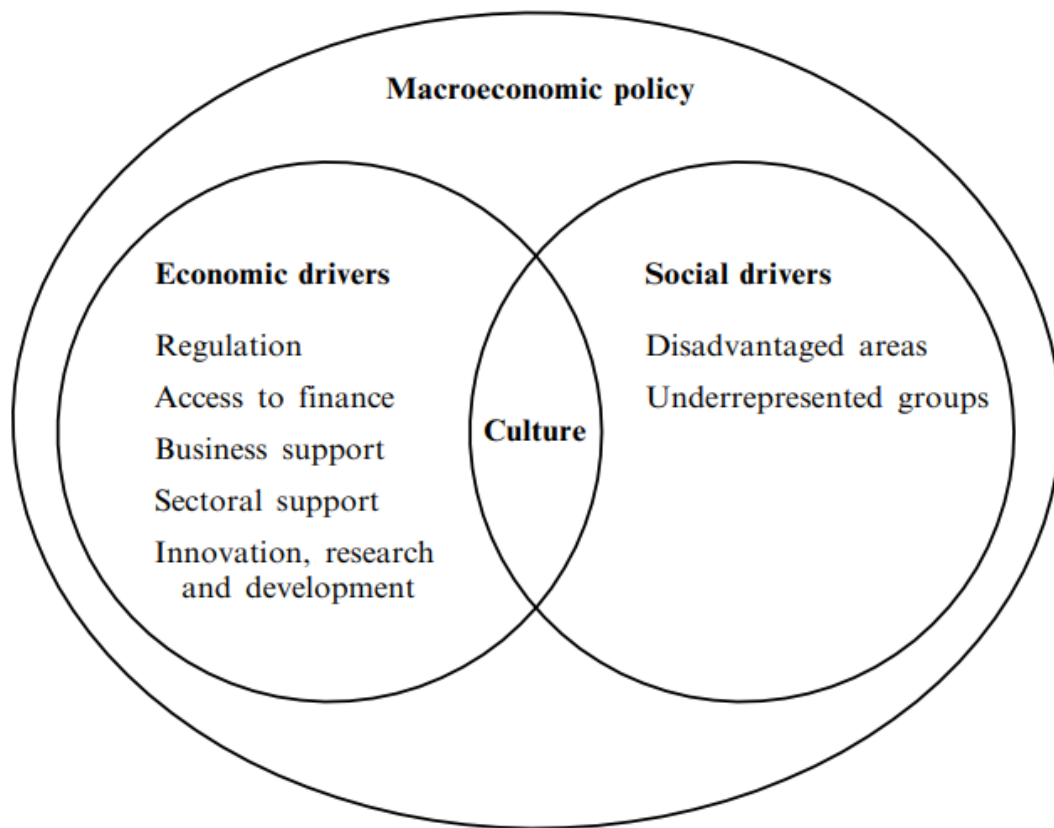 Macroeconomic policy
Economic drivers
Regulation
Access to finance
Business support
Sectoral support
Innovation, research
and development
Culture
Social drivers
Disadvantaged areas
Underrepresented groups